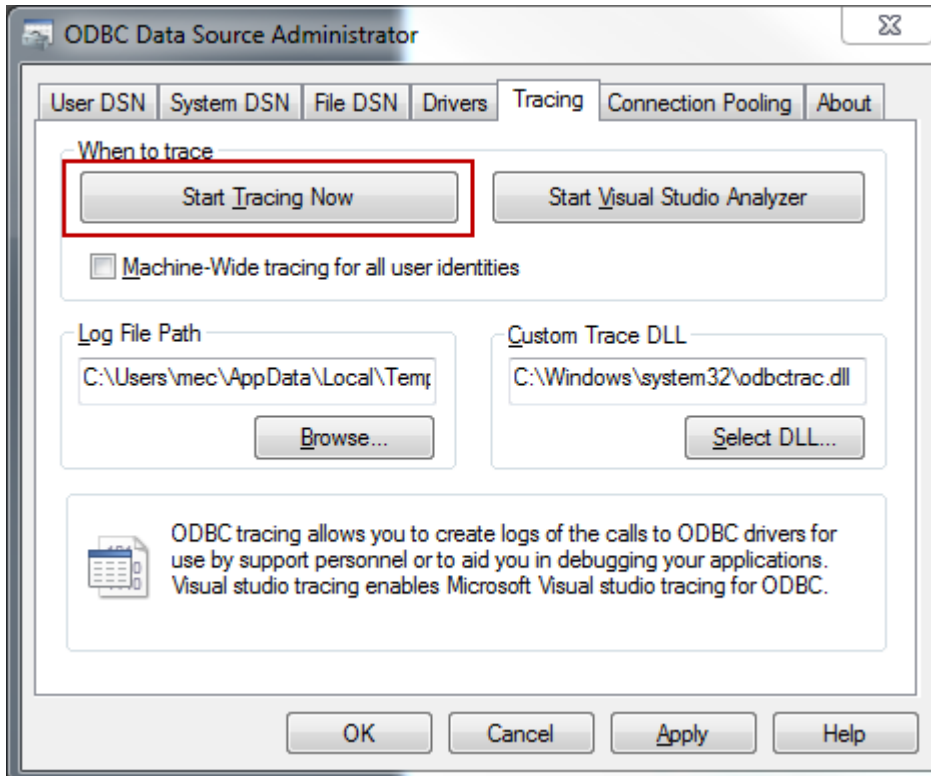 ODBC Data Source Administrator
User DSN System DSN File DSN Drivers Tracing Connection Pooling About
When to trace
Start Tracing Now Start Visual Studio Analyzer
Machine-Wide tracing for all user identities
Log File Path Custom Trace DLL
C:\Users\mec\AppData\Local\Temp C:\Windows\system32\odbctrac.dll
Browse... Select DLL...
ODBC tracing allows you to create logs of the calls to ODBC drivers for
use by support personnel or to aid you in debugging your applications.
Visual studio tracing enables Microsoft Visual studio tracing for ODBC.
OK Cancel Apply Help